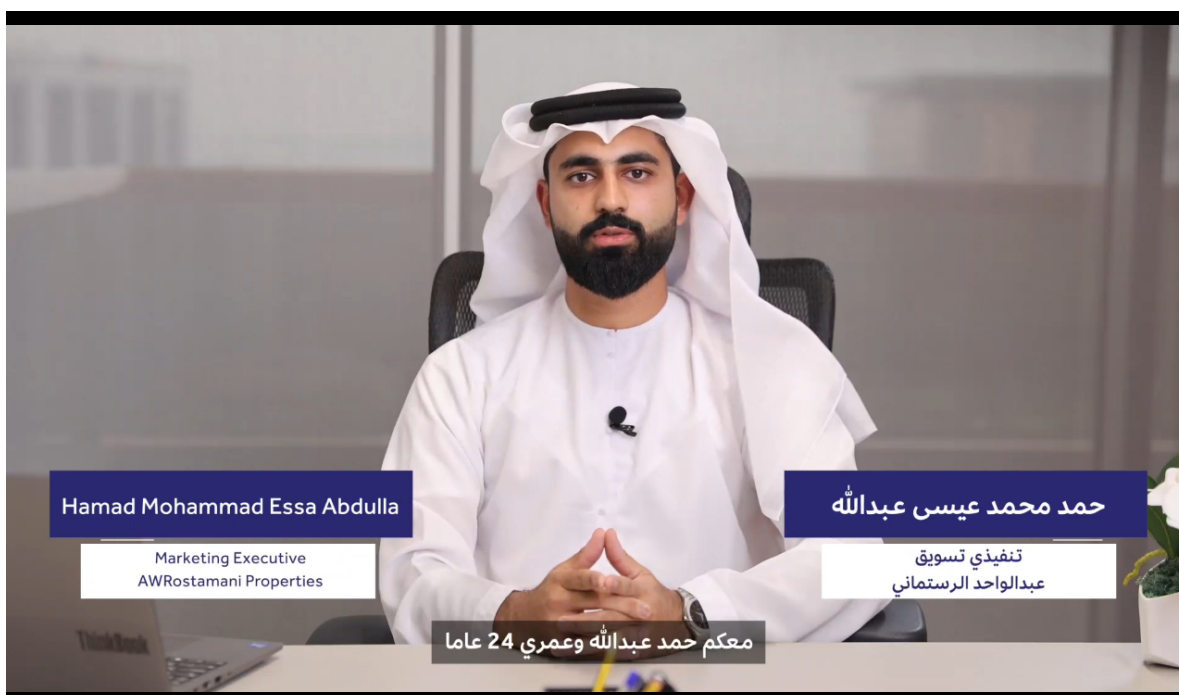 Hamad Mohammad Essa Abdulla
Marketing Executive
AWRostamani Properties
حمد محمد عيسى عبدالله
تنفيذي تسويق
عبدالواحد الرستماني
معكم حمد عبدالله وعمري 24 عاما
ThinkBook